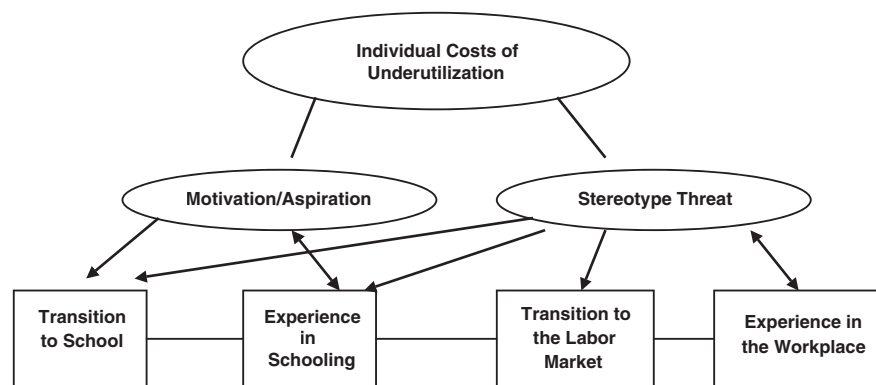 Individual Costs of
Underutilization
Motivation/Aspiration
Stereotype Threat
Transition
to School
Experience
in
Schooling
Transition to
the Labor
Market
Experience in
the Workplace